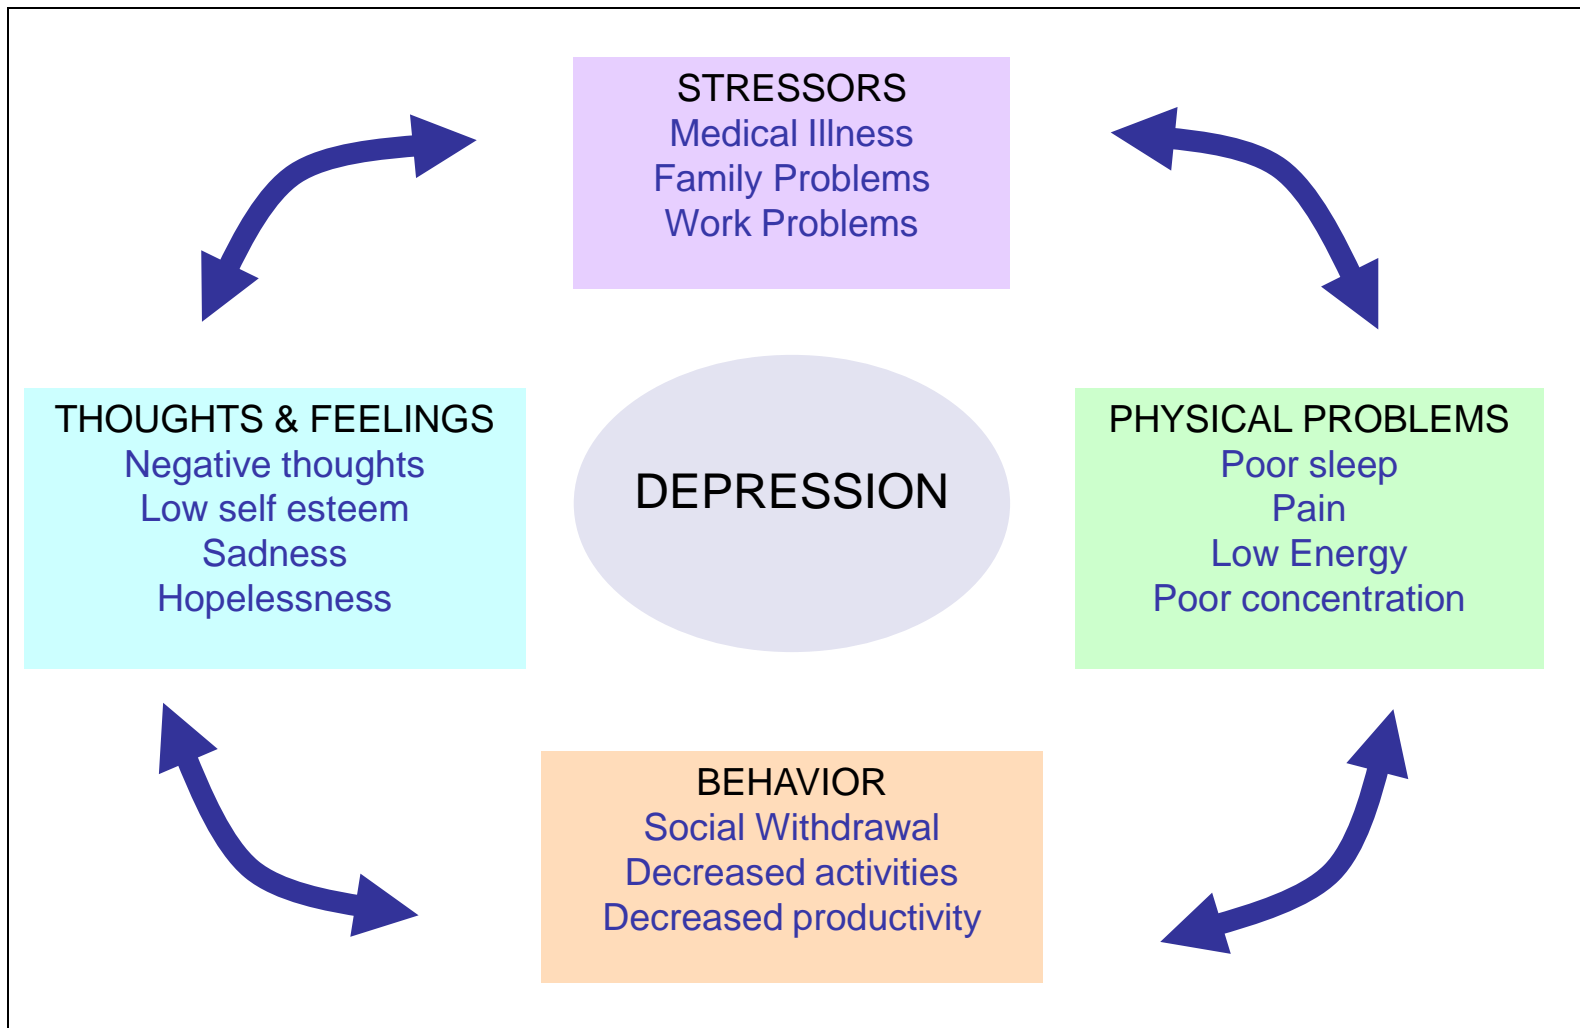 STRESSORS
Medical Illness
Family Problems
Work Problems
THOUGHTS & FEELINGS
Negative thoughts
Low self esteem
Sadness
Hopelessness
DEPRESSION
PHYSICAL PROBLEMS
Poor sleep
Pain
Low Energy
Poor concentration
BEHAVIOR
Social Withdrawal
Decreased activities
Decreased productivity